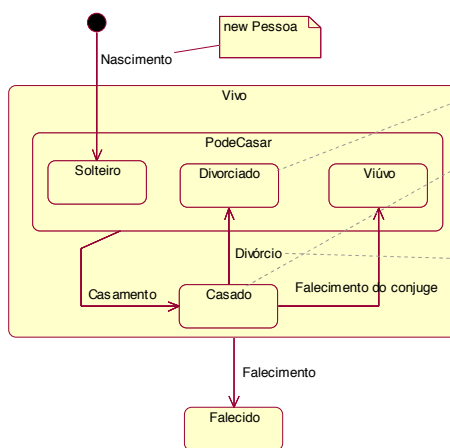 new Pessoa
Nascimento
Vivo
PodeCasar
Solteiro
Divorciado
Viúvo
Divórcio
Casamento
Casado
Falecimento do conjuge
Falecimento
Falecido